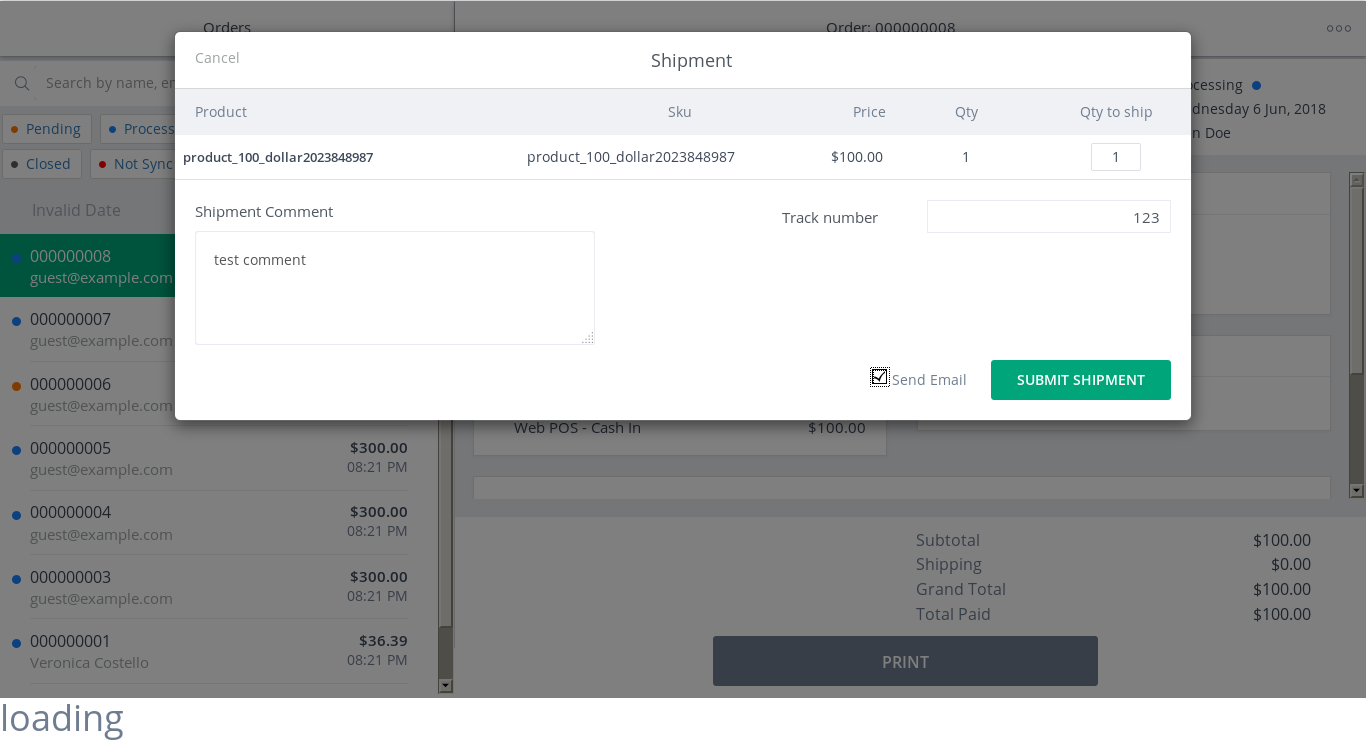 Orders
Order: 000000008
Cancel
Shipment
Search by name, en
cessing
dnesday 6 Jun, 2018
n Doe
Product Sku Price Qty Qty to ship
product_100_dollar2023848987 product_100_dollar2023848987 $100.00 1 1
Pending Process
Closed Not Sync
Invalid Date
Shipment Comment
Track number 123
test comment
Send Email SUBMIT SHIPMENT
000000008
guest@example.com
000000007
guest@example.com
000000006
guest@example.com
000000005 $300.00
guest@example.com 08:21 PM
000000004 $300.00
guest@example.com 08:21 PM
000000003 $300.00
guest@example.com 08:21 PM
000000001 $36.39
Veronica Costello 08:21 PM
Web POS - Cash In $100.00
Subtotal $100.00
Shipping $0.00
Grand Total $100.00
Total Paid $100.00
PRINT
loading